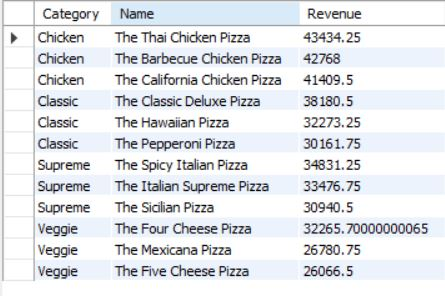 Category Name Revenue
Chicken The Thai Chicken Pizza 43434.25
Chicken The Barbecue Chicken Pizza 42768
Chicken The California Chicken Pizza 41409.5
Classic The Classic Deluxe Pizza 38180.5
Classic The Hawaiian Pizza 32273.25
Classic The Pepperoni Pizza 30161.75
Supreme The Spicy Italian Pizza 34831.25
Supreme The Italian Supreme Pizza 33476.75
Supreme The Sicilian Pizza 30940.5
Veggie The Four Cheese Pizza 32265.70000000065
Veggie The Mexicana Pizza 26780.75
Veggie The Five Cheese Pizza 26066.5